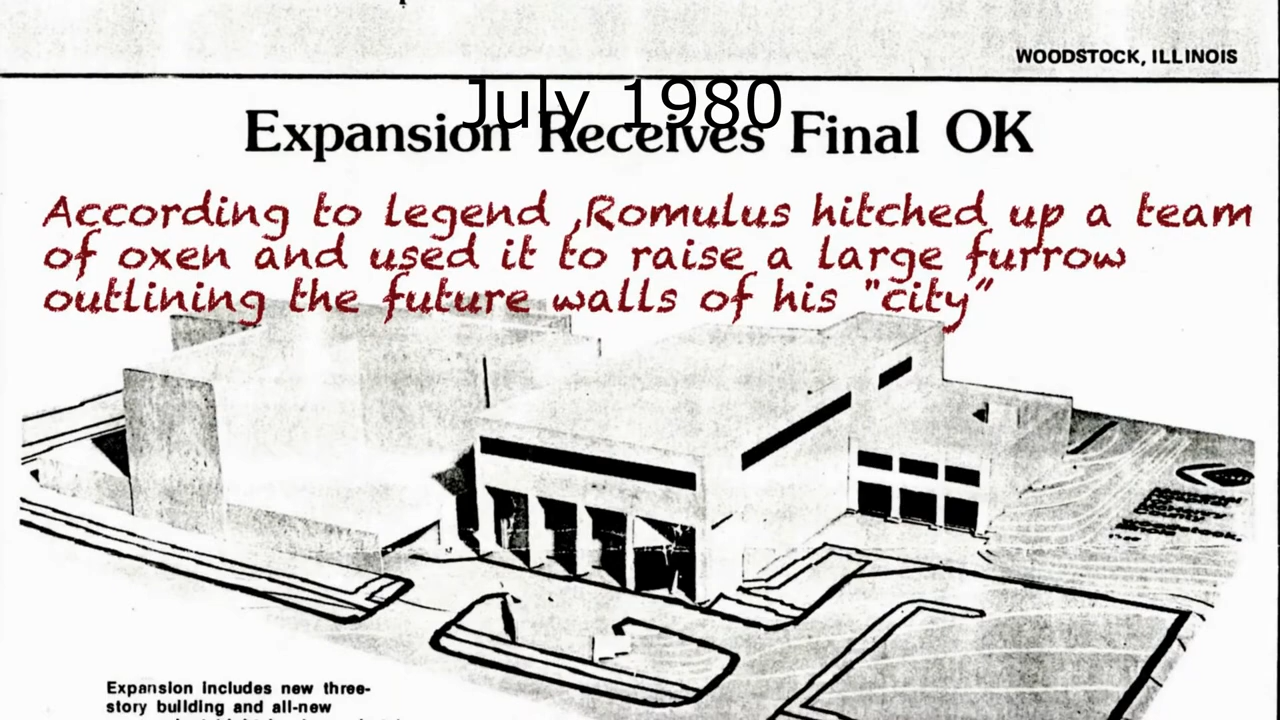 WOODSTOCK, ILLINOIS
July 1980
Expansion Receives Final OK
According to legend ,Romulus hitched up a team
of oxen and used it to raise a large furrow
outlining the future walls of his "city"
Expansion includes new three-
story building and all-new